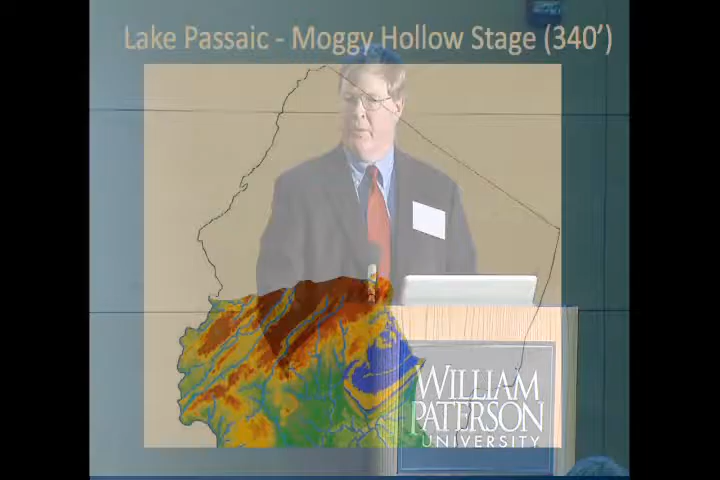 Lake Passaic - Moggy Hollow Stage (340')
WILLIAM
PATERSON
UNIVERSITY